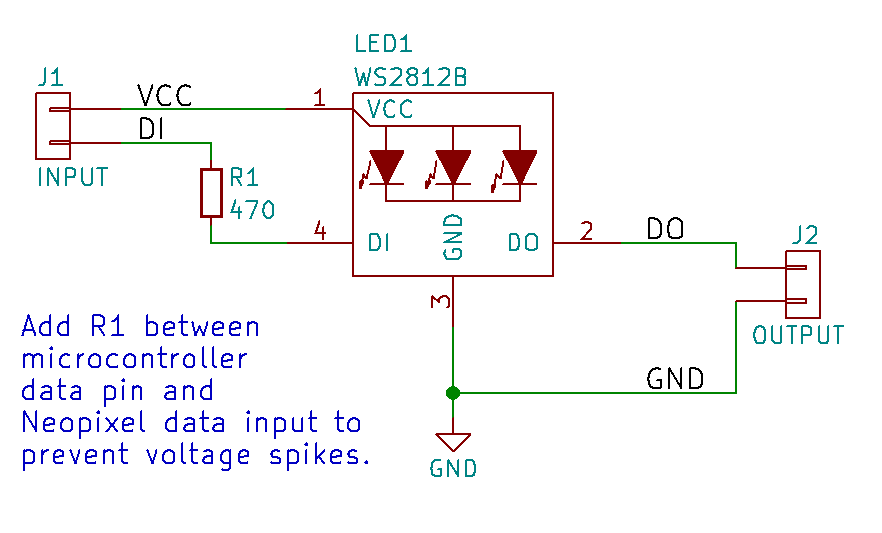 LED1
WS2812B
J1
VCC
1
VCC
DI
INPUT
R1
470
4
DI
GND
DO
2
DO
J2
3
OUTPUT
GND
GND
Add R1 between
microcontroller
data pin and
Neopixel data input to
prevent voltage spikes.